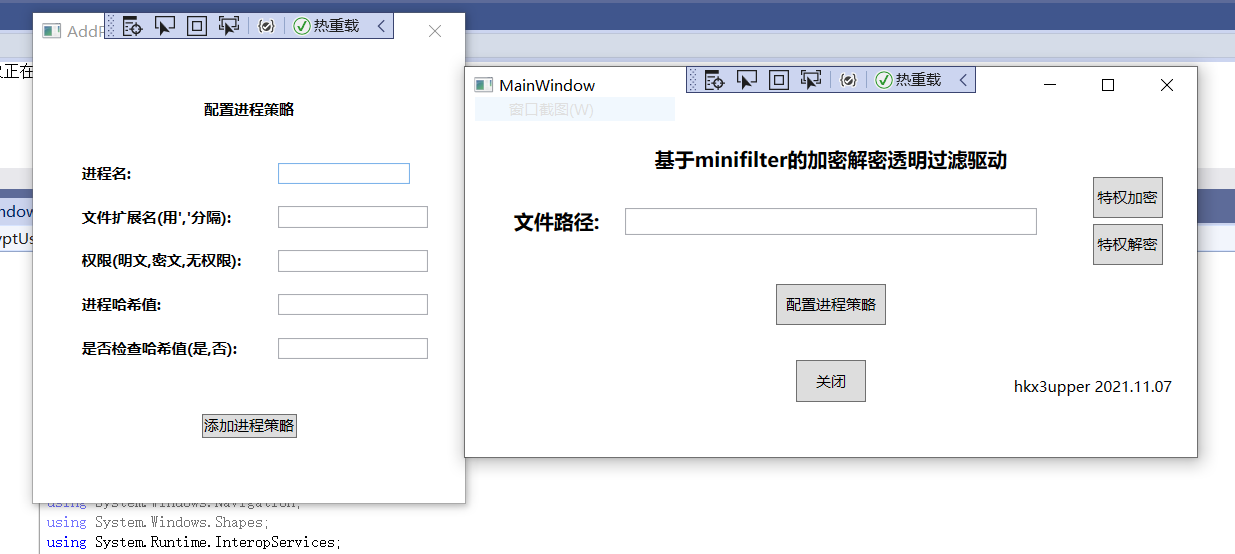 热重载
配置进程策略
进程名:
文件扩展名(用','分隔):
权限(明文,密文,无权限):
进程哈希值:
是否检查哈希值(是,否):
添加进程策略
MainWindow
热重载
窗口截图(W)
基于minifilter的加密解密透明过滤驱动
文件路径:
特权加密
特权解密
配置进程策略
关闭
hkx3upper 2021.11.07
using System.Windows.Navigation;
using System.Windows.Shapes;
using System.Runtime.InteropServices;